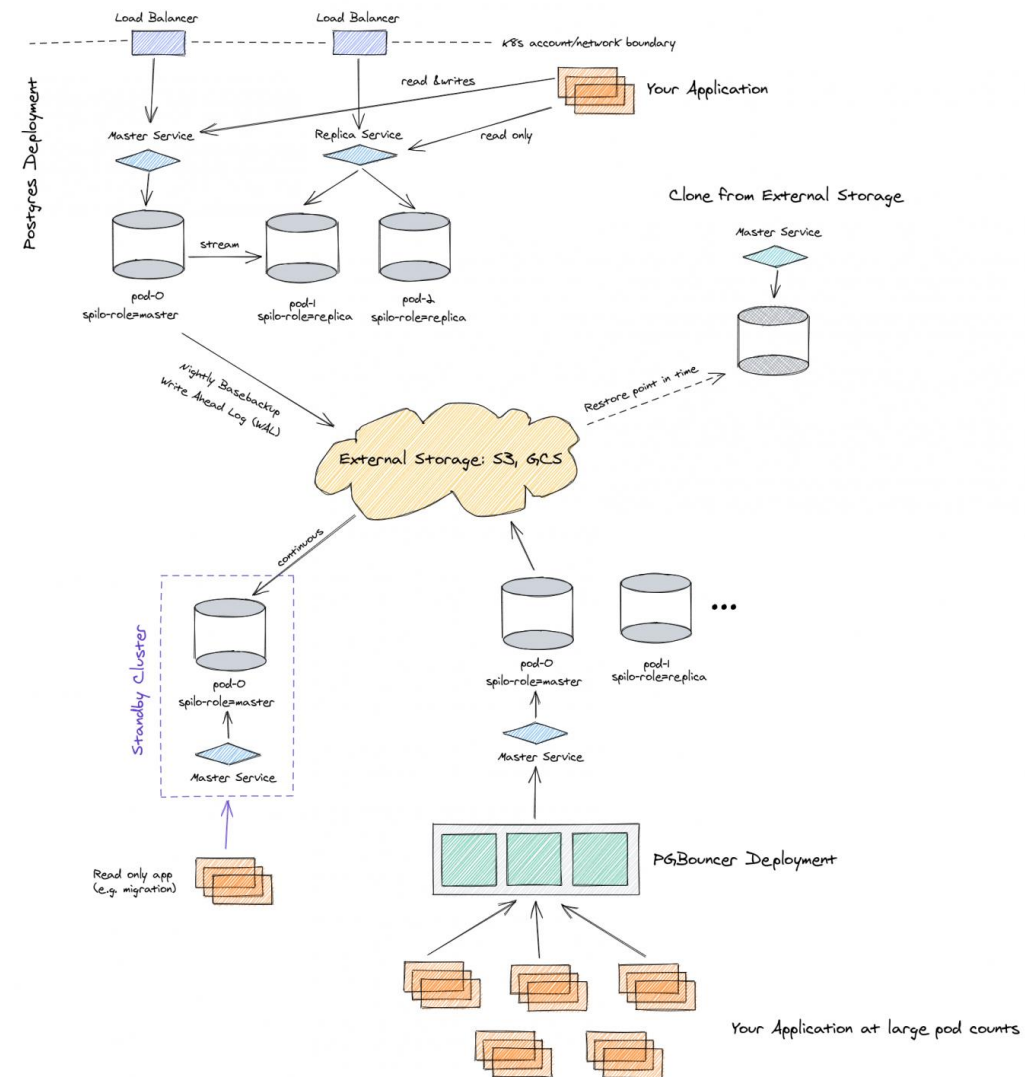 Load Balancer
Load Balancer
K8s account/network boundary
Postgres Deployment
read &writes
Your Application
Master Service
Replica Service
read only
Clone from External Storage
Master Service
stream
pod-0
spilo-role=master
pod-1
spilo-role=replica
pod-2
spilo-role=replica
Nightly Basebackup
Write Ahead Log (WAL)
Restore point in time
External Storage: S3, GCS
continuous
Standby Cluster
pod-0
spilo-role=master
Master Service
pod-0
spilo-role=master
pod-1
spilo-role=replica
...
Master Service
PGBouncer Deployment
Read only app
(e.g. migration)
Your Application at large pod counts